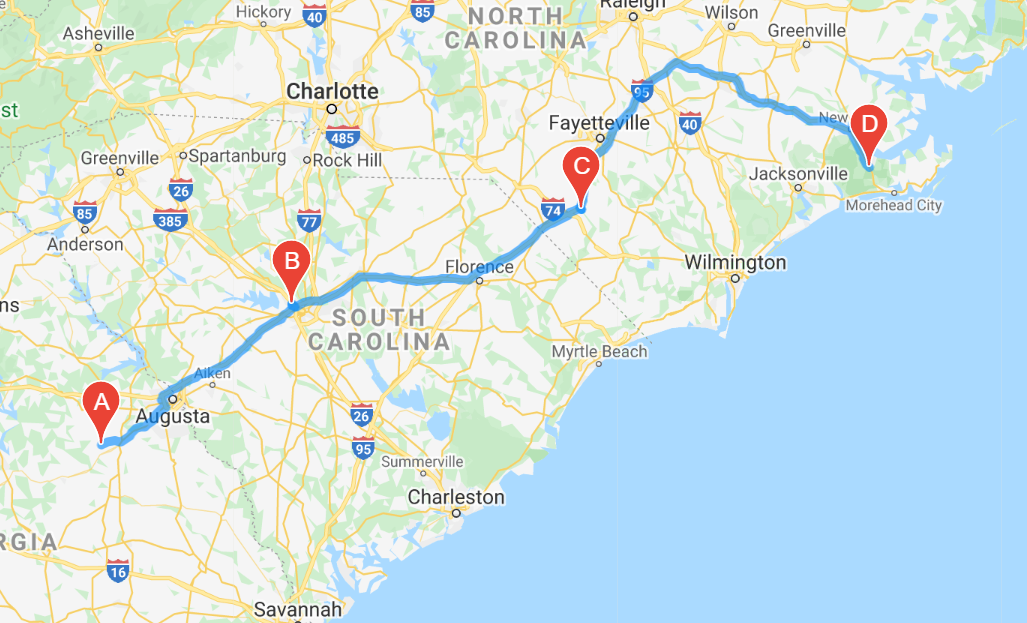 Hickory
40
85
NORTH
CAROLINA
Raleigh
Wilson
Greenville
Asheville
st
Charlotte
95
485
Fayetteville
40
New
D
Greenville
Spartanburg
Rock Hill
C
Jacksonville
26
Morehead City
85
385
77
74
Anderson
B
Florence
Wilmington
ns
SOUTH
CAROLINA
Myrtle Beach
Aiken
A
Augusta
26
95
Summerville
Charleston
RGIA
16
Savannah